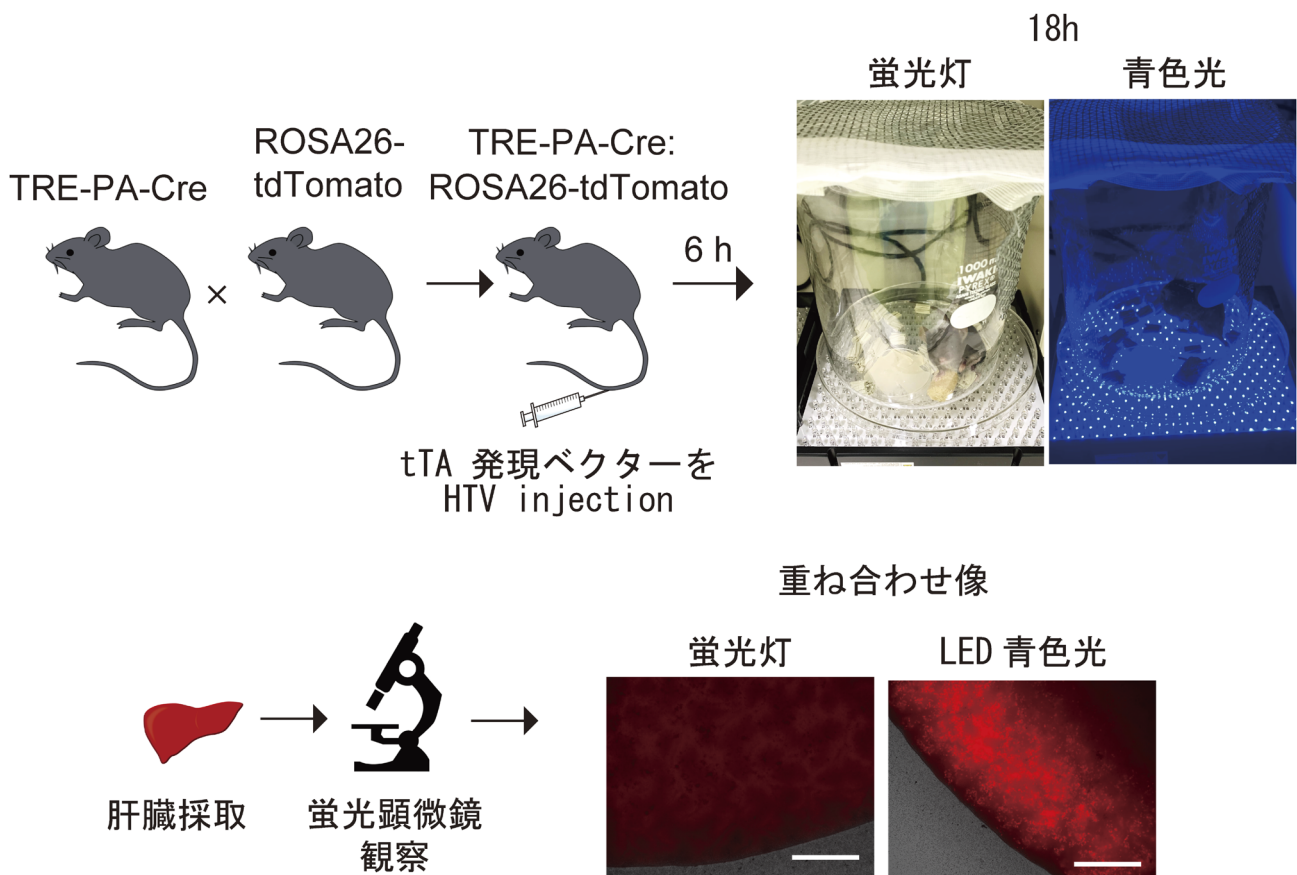 18h
蛍光灯
青色光
ROSA26-
tdTomato
TRE-PA-Cre:
ROSA26-tdTomato
TRE-PA-Cre
6 h
×
1000 m
IWAKI
tTA 発現ベクターを
HTV injection
重ね合わせ像
蛍光灯
LED 青色光
肝臓採取
蛍光顕微鏡
観察